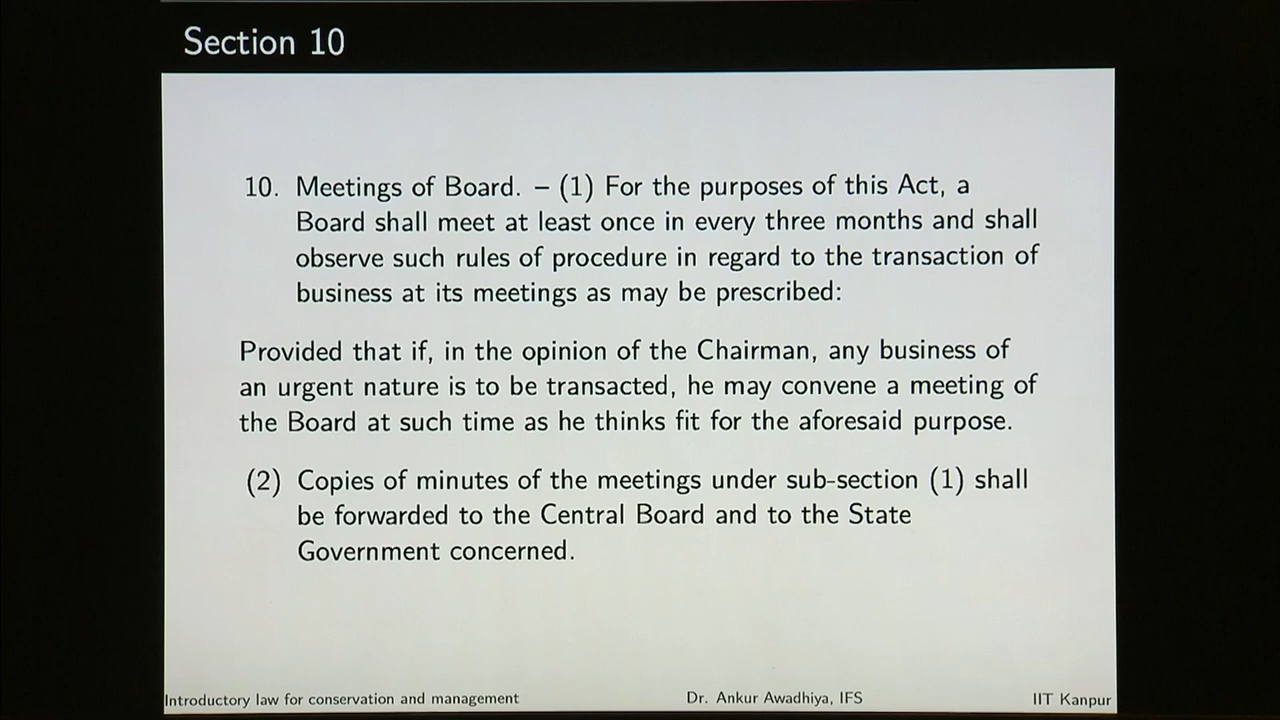 Section 10
10. Meetings of Board. – (1) For the purposes of this Act, a
Board shall meet at least once in every three months and shall
observe such rules of procedure in regard to the transaction of
business at its meetings as may be prescribed:
Provided that if, in the opinion of the Chairman, any business of
an urgent nature is to be transacted, he may convene a meeting of
the Board at such time as he thinks fit for the aforesaid purpose.
(2) Copies of minutes of the meetings under sub-section (1) shall
be forwarded to the Central Board and to the State
Government concerned.
Introductory law for conservation and management Dr. Ankur Awadhiya, IFS IIT Kanpur